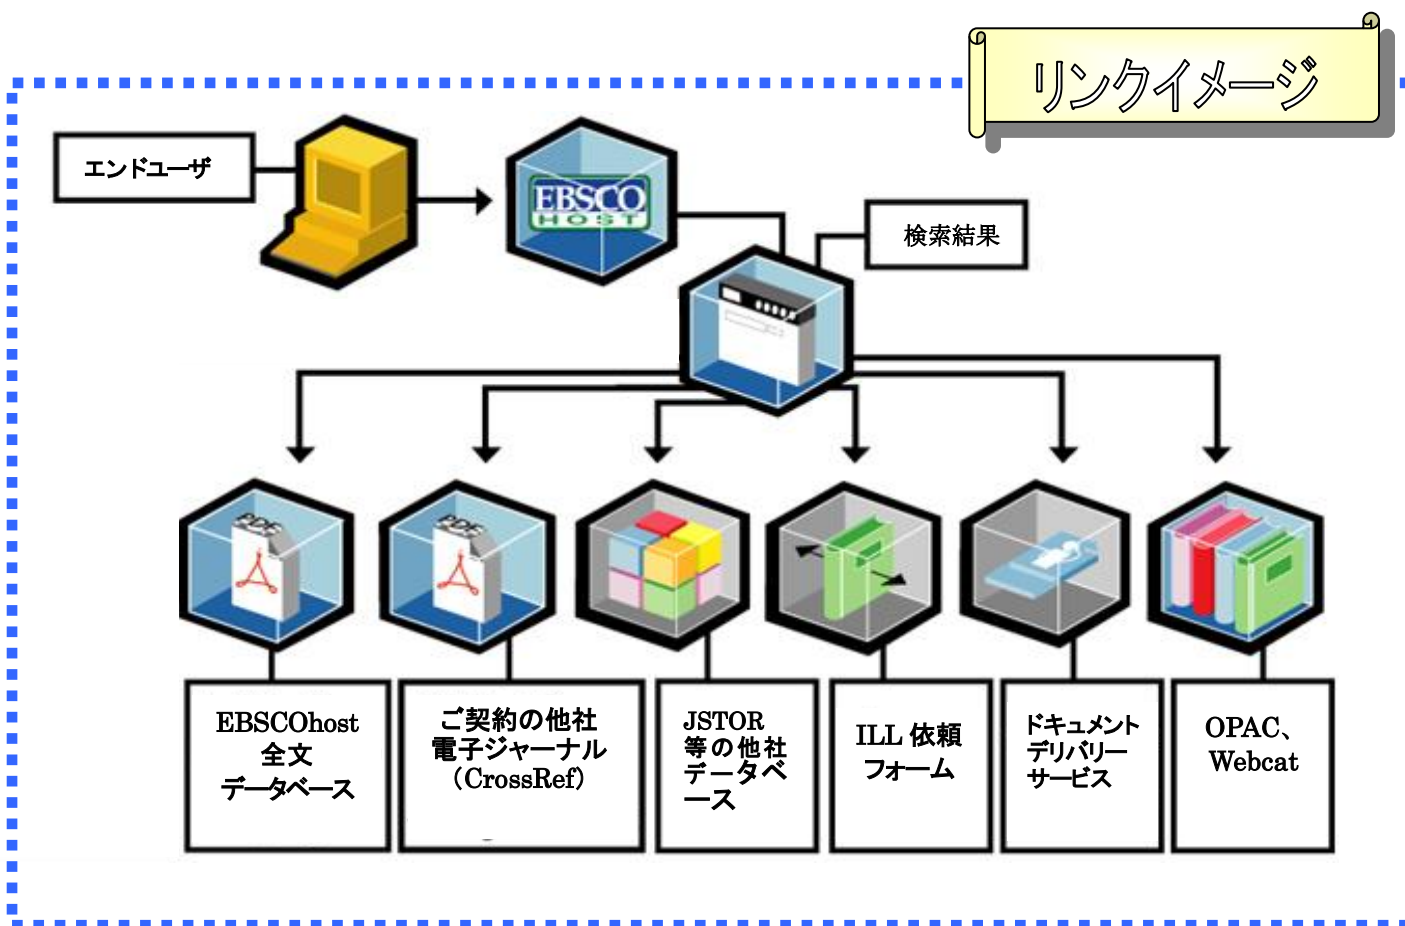 リンクイメージ
エンドユーザ
EBSCO
HOST
検索結果
PDF
PDF
EBSCOhost
全文
データベース
ご契約の他社
電子ジャーナル
（CrossRef）
JSTOR
等の他社
データベ
ース
ILL 依頼
フォーム
ドキュメント
デリバリー
サービス
OPAC、
Webcat